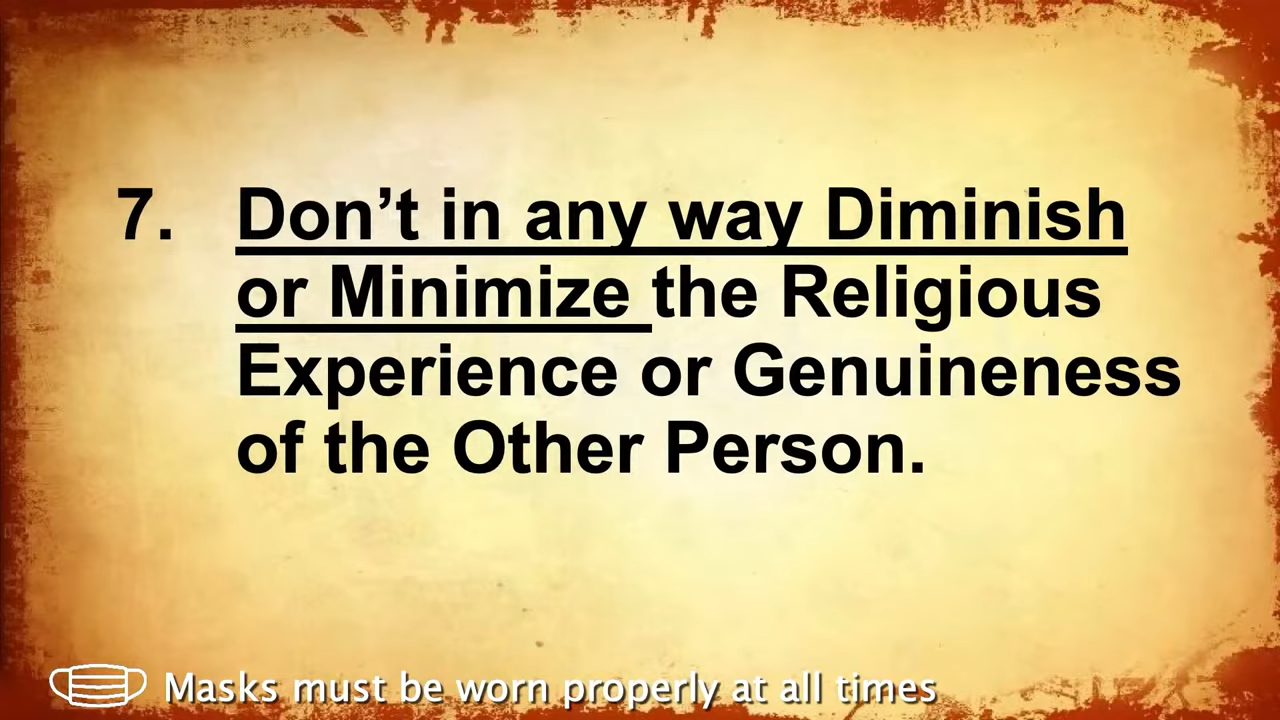 7. Don’t in any way Diminish
or Minimize the Religious
Experience or Genuineness
of the Other Person.
Masks must be worn properly at all times